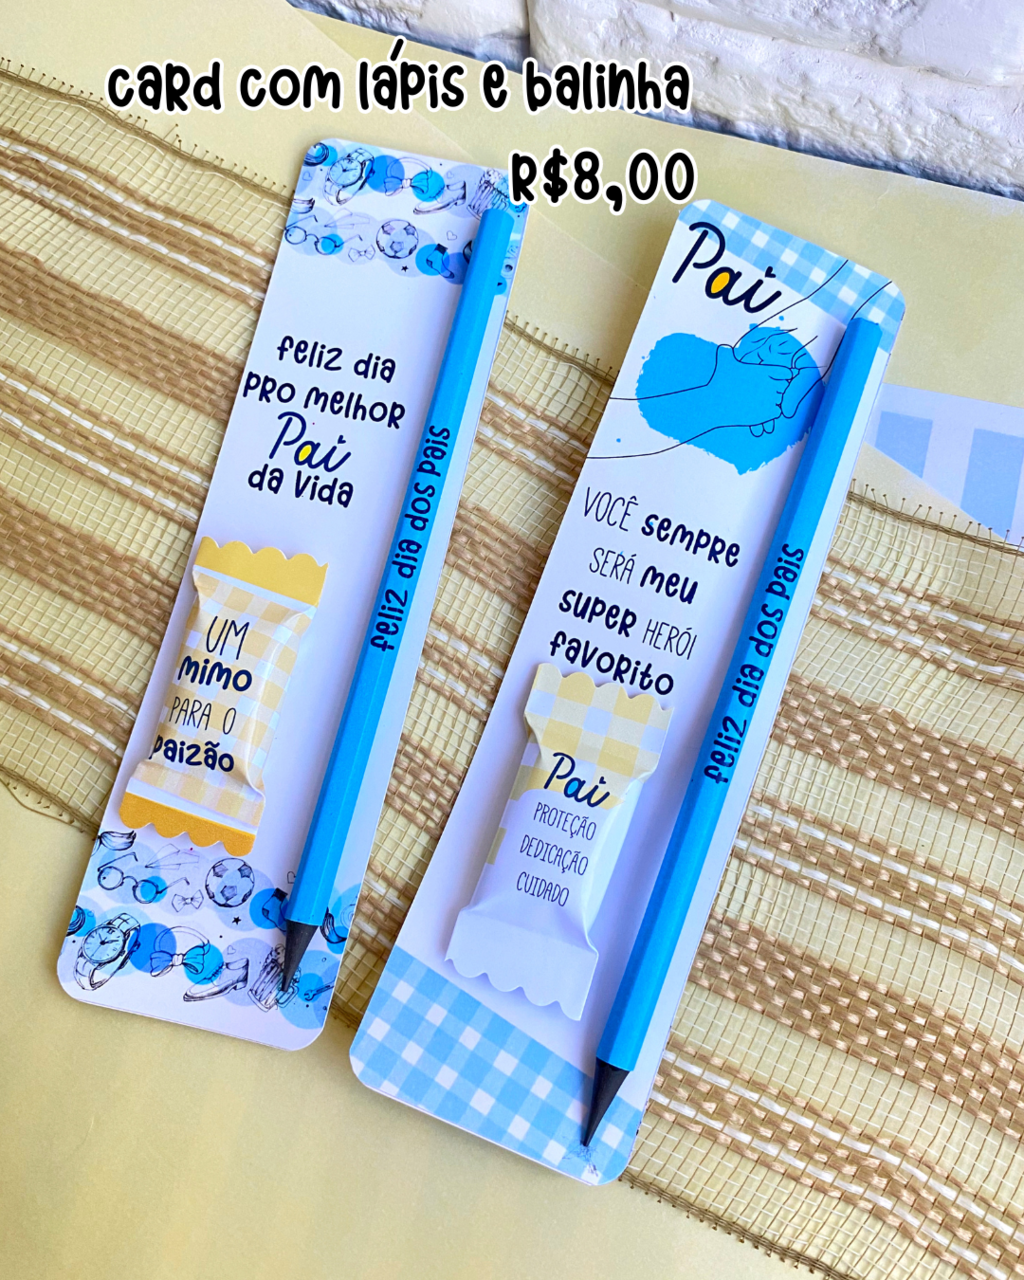 card com lápis e balinha
R$8,00
feliz dia
pro melhor
Pai
da vida
feliz dia dos pais
UM
mimo
PARA O
paizão
Pai
VOCÊ sempre
SERÁ meu
super HERÓI
favorito
feliz dia dos pais
Pai
PROTEÇÃO
DEDICAÇÃO
CUIDADO